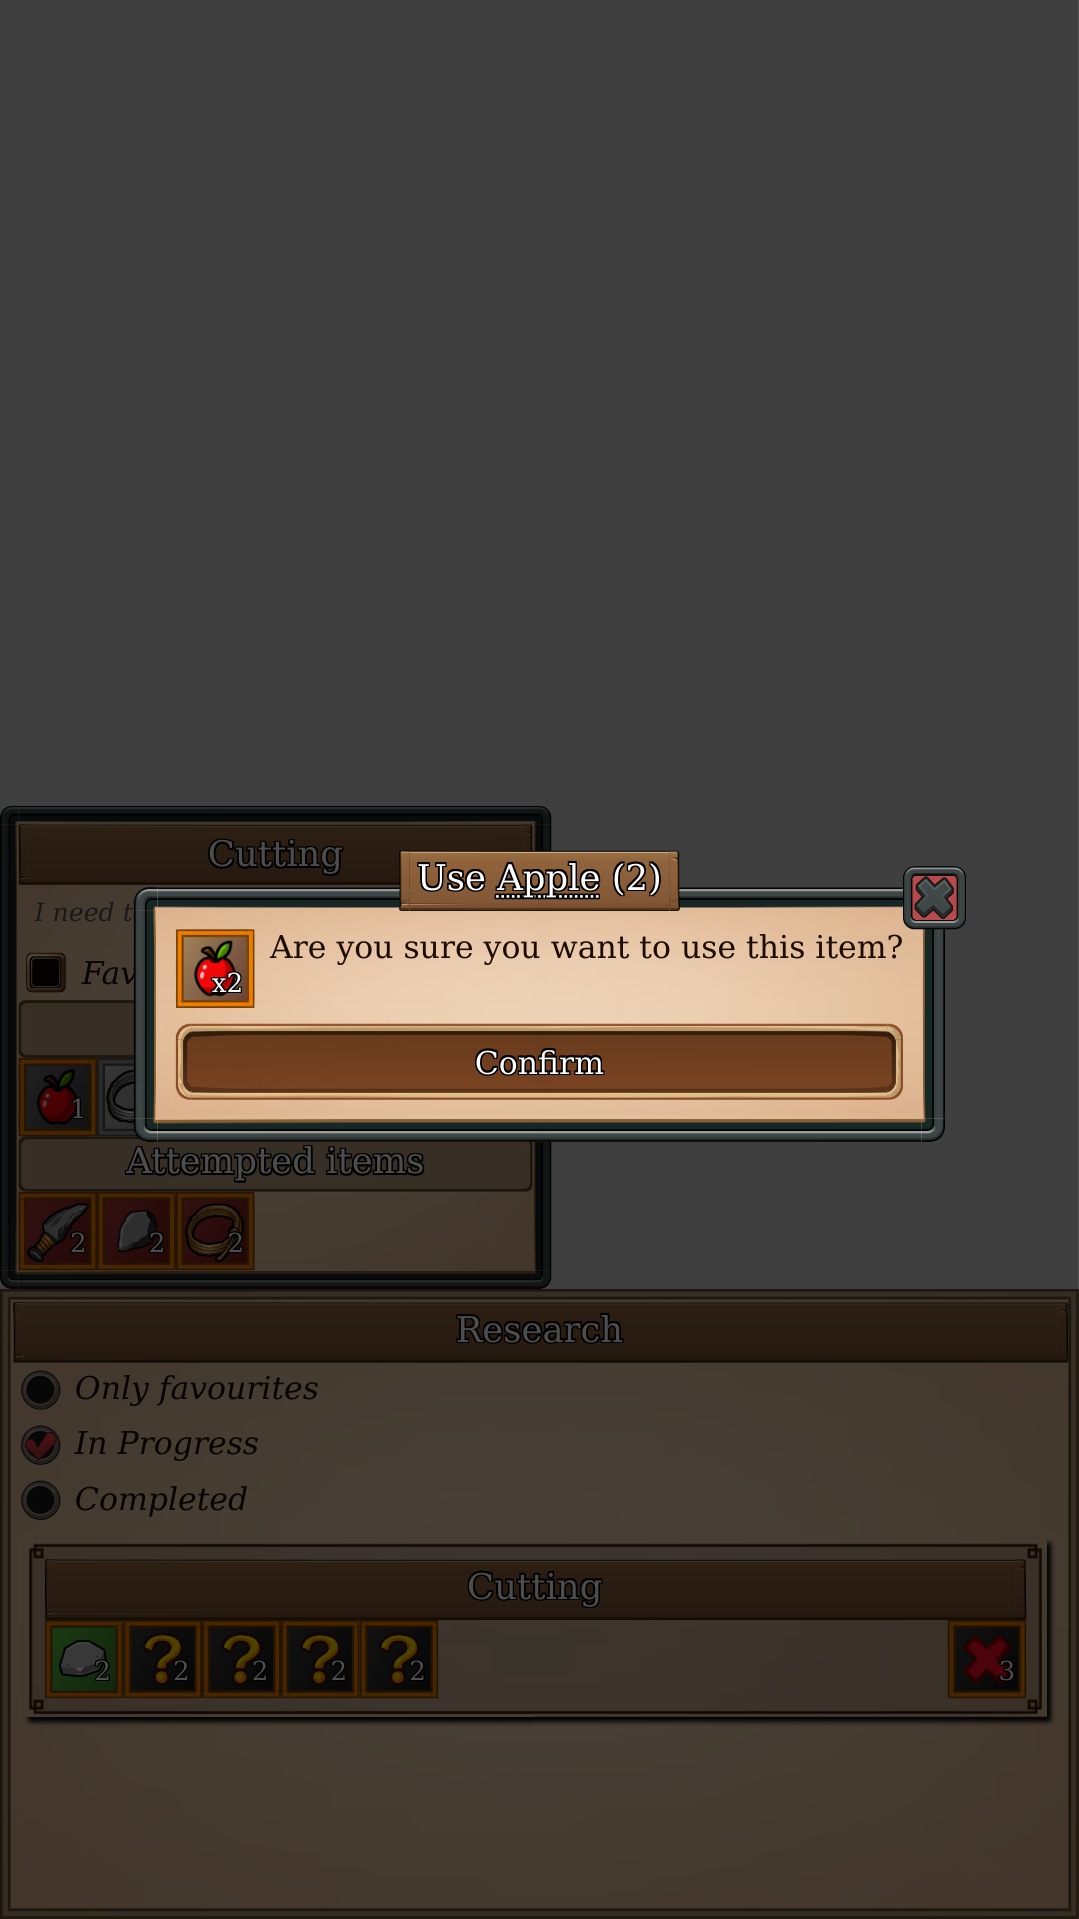 Cutting
Use Apple (2)
I need t
Are you sure you want to use this item?
Fav
x2
Confirm
1
Attempted items
2 2 2
Research
Only favourites
In Progress
Completed
Cutting
2 ?2 ?2 ?2 ?2 3